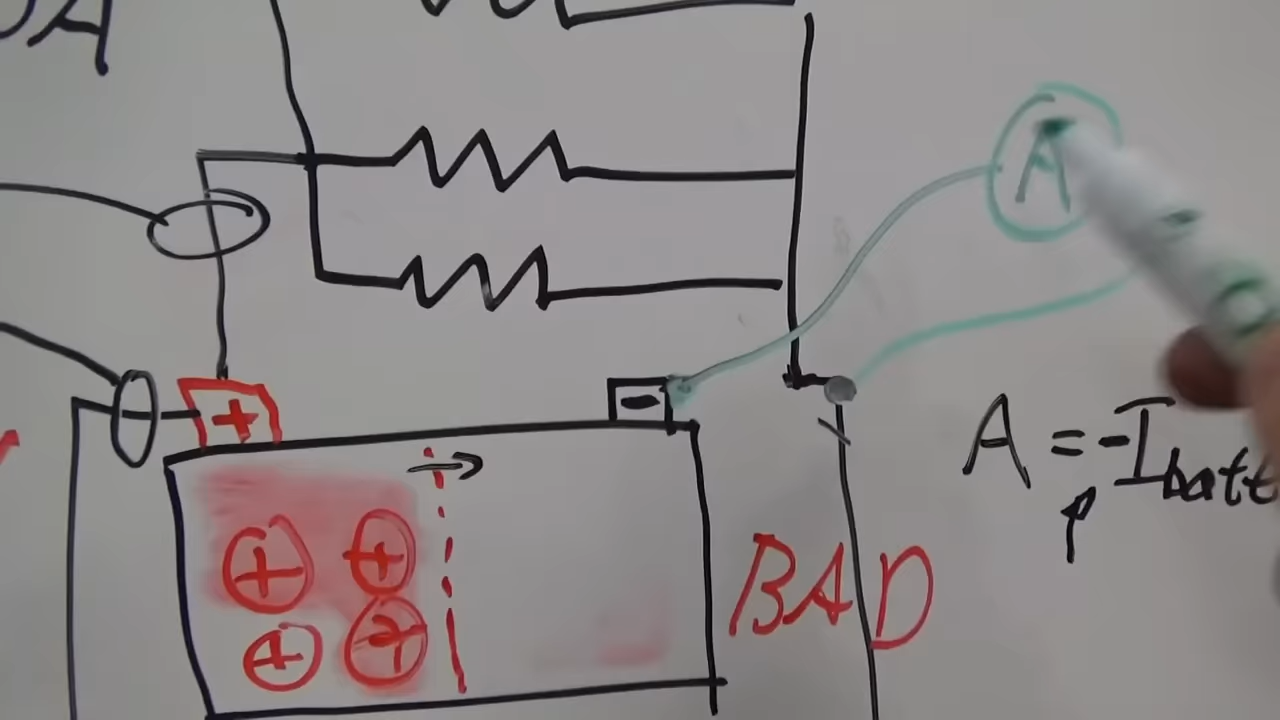 A
A
+
-
A = -Ibatt
+ +
+ +
BAD